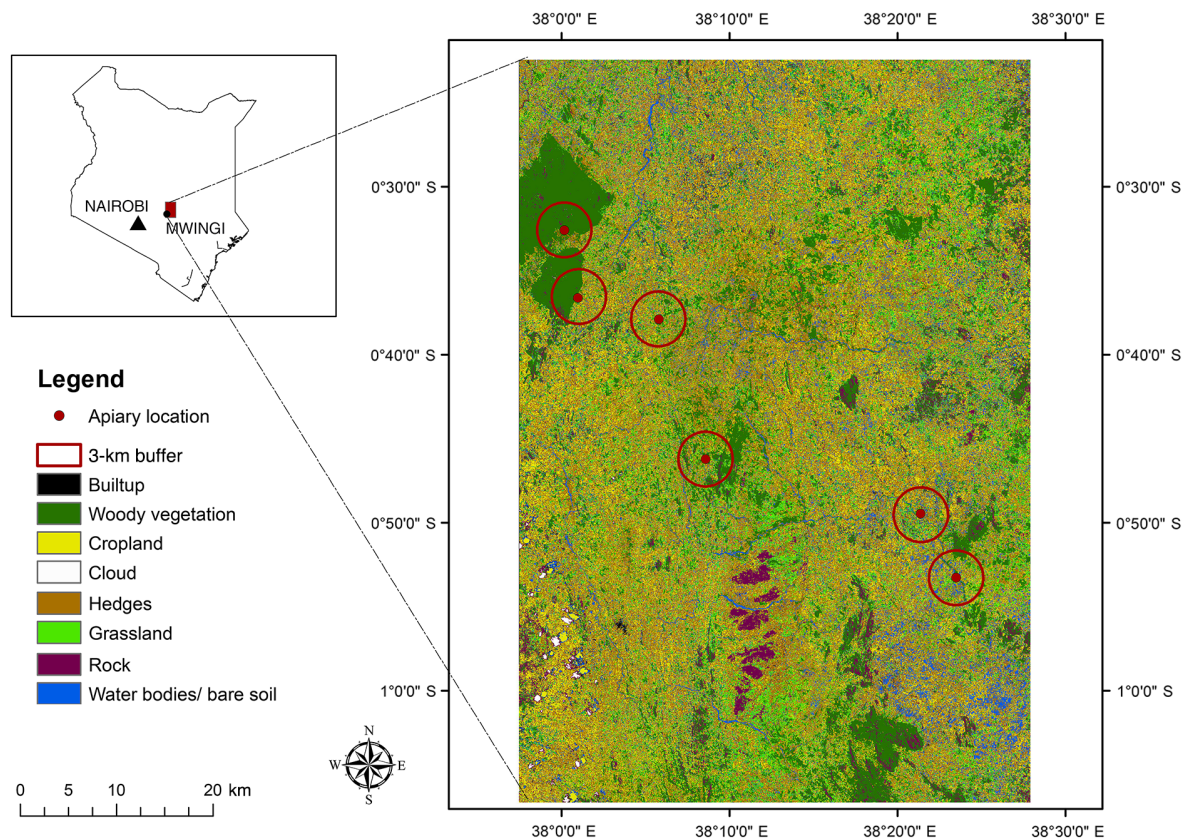 38°0'0" E 38°10'0" E 38°20'0" E 38°30'0" E
NAIROBI
MWINGI
0°30'0" S 0°30'0" S
0°40'0" S 0°40'0" S
0°50'0" S 0°50'0" S
1°0'0" S 1°0'0" S
Legend
Apiary location
3-km buffer
Builtup
Woody vegetation
Cropland
Cloud
Hedges
Grassland
Rock
Water bodies/ bare soil
N
W E
S
0 5 10 20 km
38°0'0" E 38°10'0" E 38°20'0" E 38°30'0" E